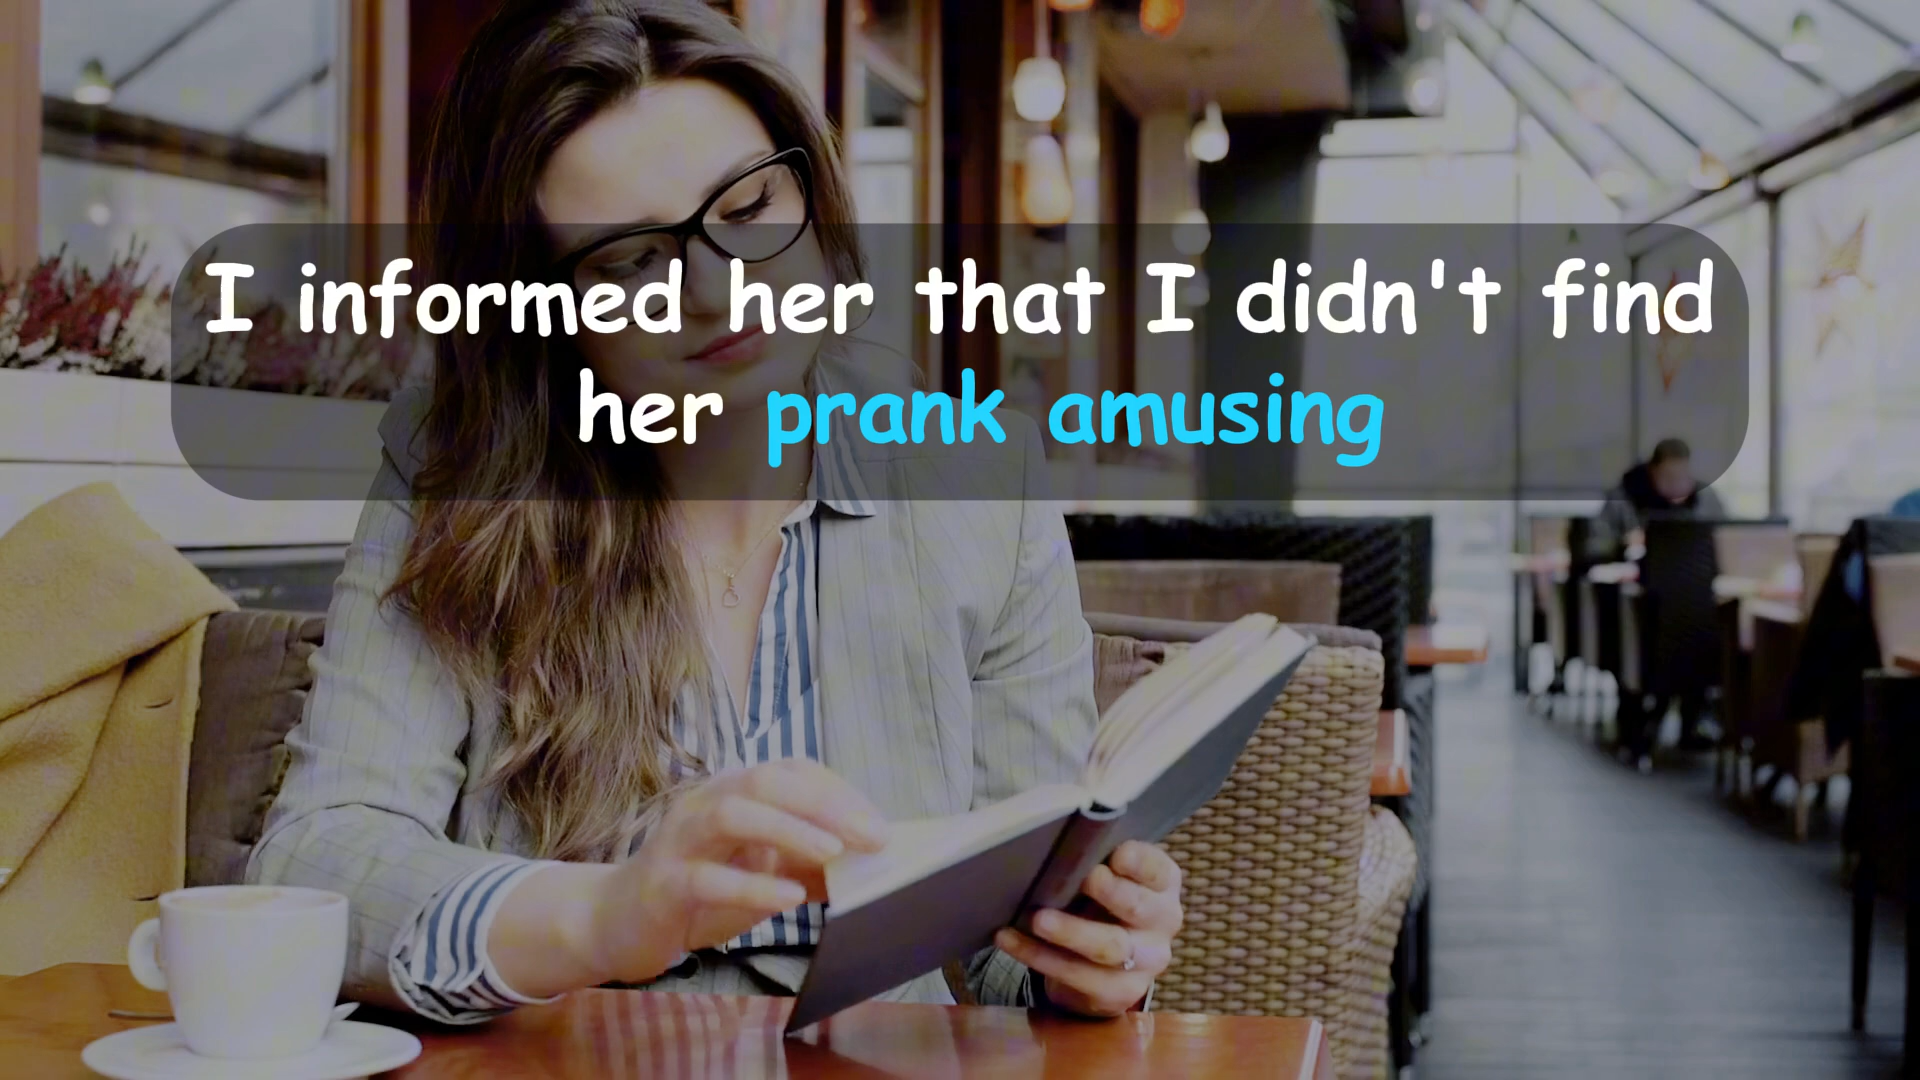 I informed her that I didn't find
her prank amusing